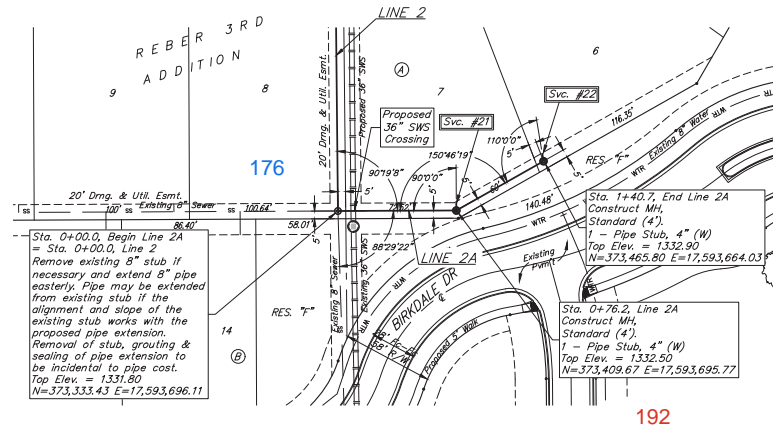 LINE 2
REBER 3RD
ADDITION
9
8
A
7
6
20' Drng. & Util. Esmt.
Proposed 36" SWS
Proposed
36" SWS
Crossing
Svc. #21
Svc. #22
116.35'
110°0'0"
150°46'19"
5'
5'
RES. "F"
WTR
Existing 8" Water
WTR
176
90°19'8"
90°0'0"
5'
60'
140.48'
20' Drng. & Util. Esmt.
SS
100'
Existing 8" Sewer
SS
100.64'
SS
86.40'
58.01'
5'
5'
88°29'22"
LINE 2A
WTR
Existing
Pvmt
Sta. 0+00.0, Begin Line 2A
= Sta. 0+00.0, Line 2
Remove existing 8" stub if
necessary and extend 8" pipe
easterly. Pipe may be extended
from existing stub if the
alignment and slope of the
existing stub works with the
proposed pipe extension.
Removal of stub, grouting &
sealing of pipe extension to
be incidental to pipe cost.
Top Elev. = 1331.80
N=373,333.43 E=17,593,696.11
Sta. 1+40.7, End Line 2A
Construct MH,
Standard (4').
1 - Pipe Stub, 4" (W)
Top Elev. = 1332.90
N=373,465.80 E=17,593,664.03
Existing 8" Sewer
Existing 36" SWS
SS
WTR
RES. "F"
BIRKDALE DR
WTR
14
B
58' R/W
Proposed 5' Walk
Sta. 0+76.2, Line 2A
Construct MH,
Standard (4').
1 - Pipe Stub, 4" (W)
Top Elev. = 1332.50
N=373,409.67 E=17,593,695.77
192